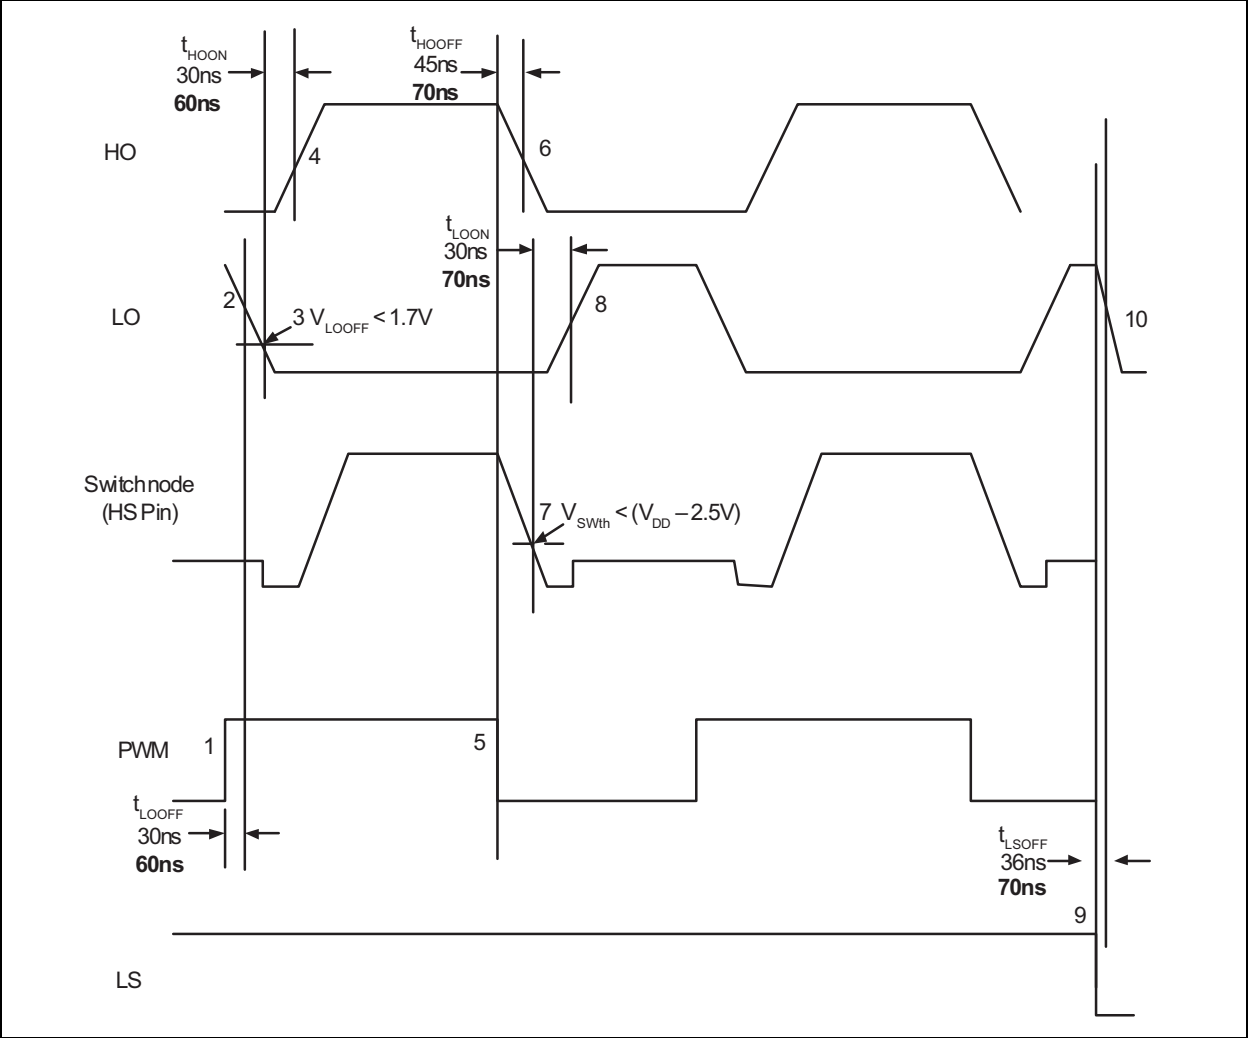 tHOON
30ns
60ns
tHOOFF
45ns
70ns
HO
4
6
tLOON
30ns
70ns
LO
2
3 VLOOFF < 1.7V
8
10
Switch node
(HS Pin)
7 VSWth < (VDD – 2.5V)
PWM
1
5
tLOOFF
30ns
60ns
tLSOFF
36ns
70ns
9
LS